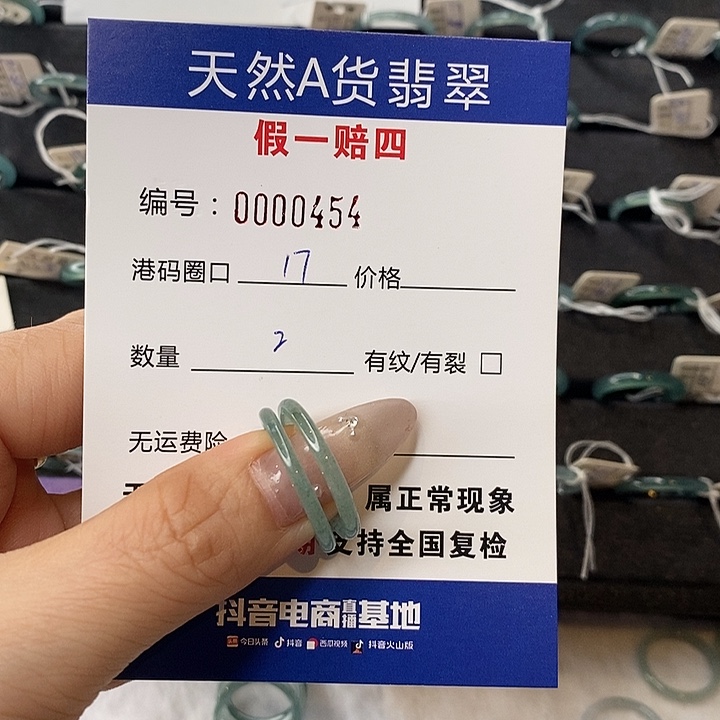 天然A货翡翠
假一赔四
编号：0000454
港码圈口 17 价格
数量 2 有纹/有裂 □
无运费险
属正常现象
支持全国复检
抖音电商直播基地
今日头条 抖音 西瓜视频 抖音火山版